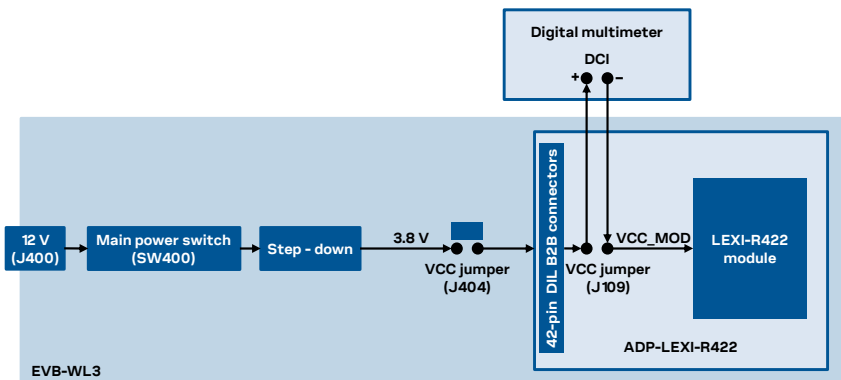 Digital multimeter
DCI
+ –
42-pin DIL B2B connectors
12 V
(J400)
Main power switch
(SW400)
Step - down
3.8 V
VCC jumper
(J404)
VCC_MOD
VCC jumper
(J109)
LEXI-R422
module
ADP-LEXI-R422
EVB-WL3